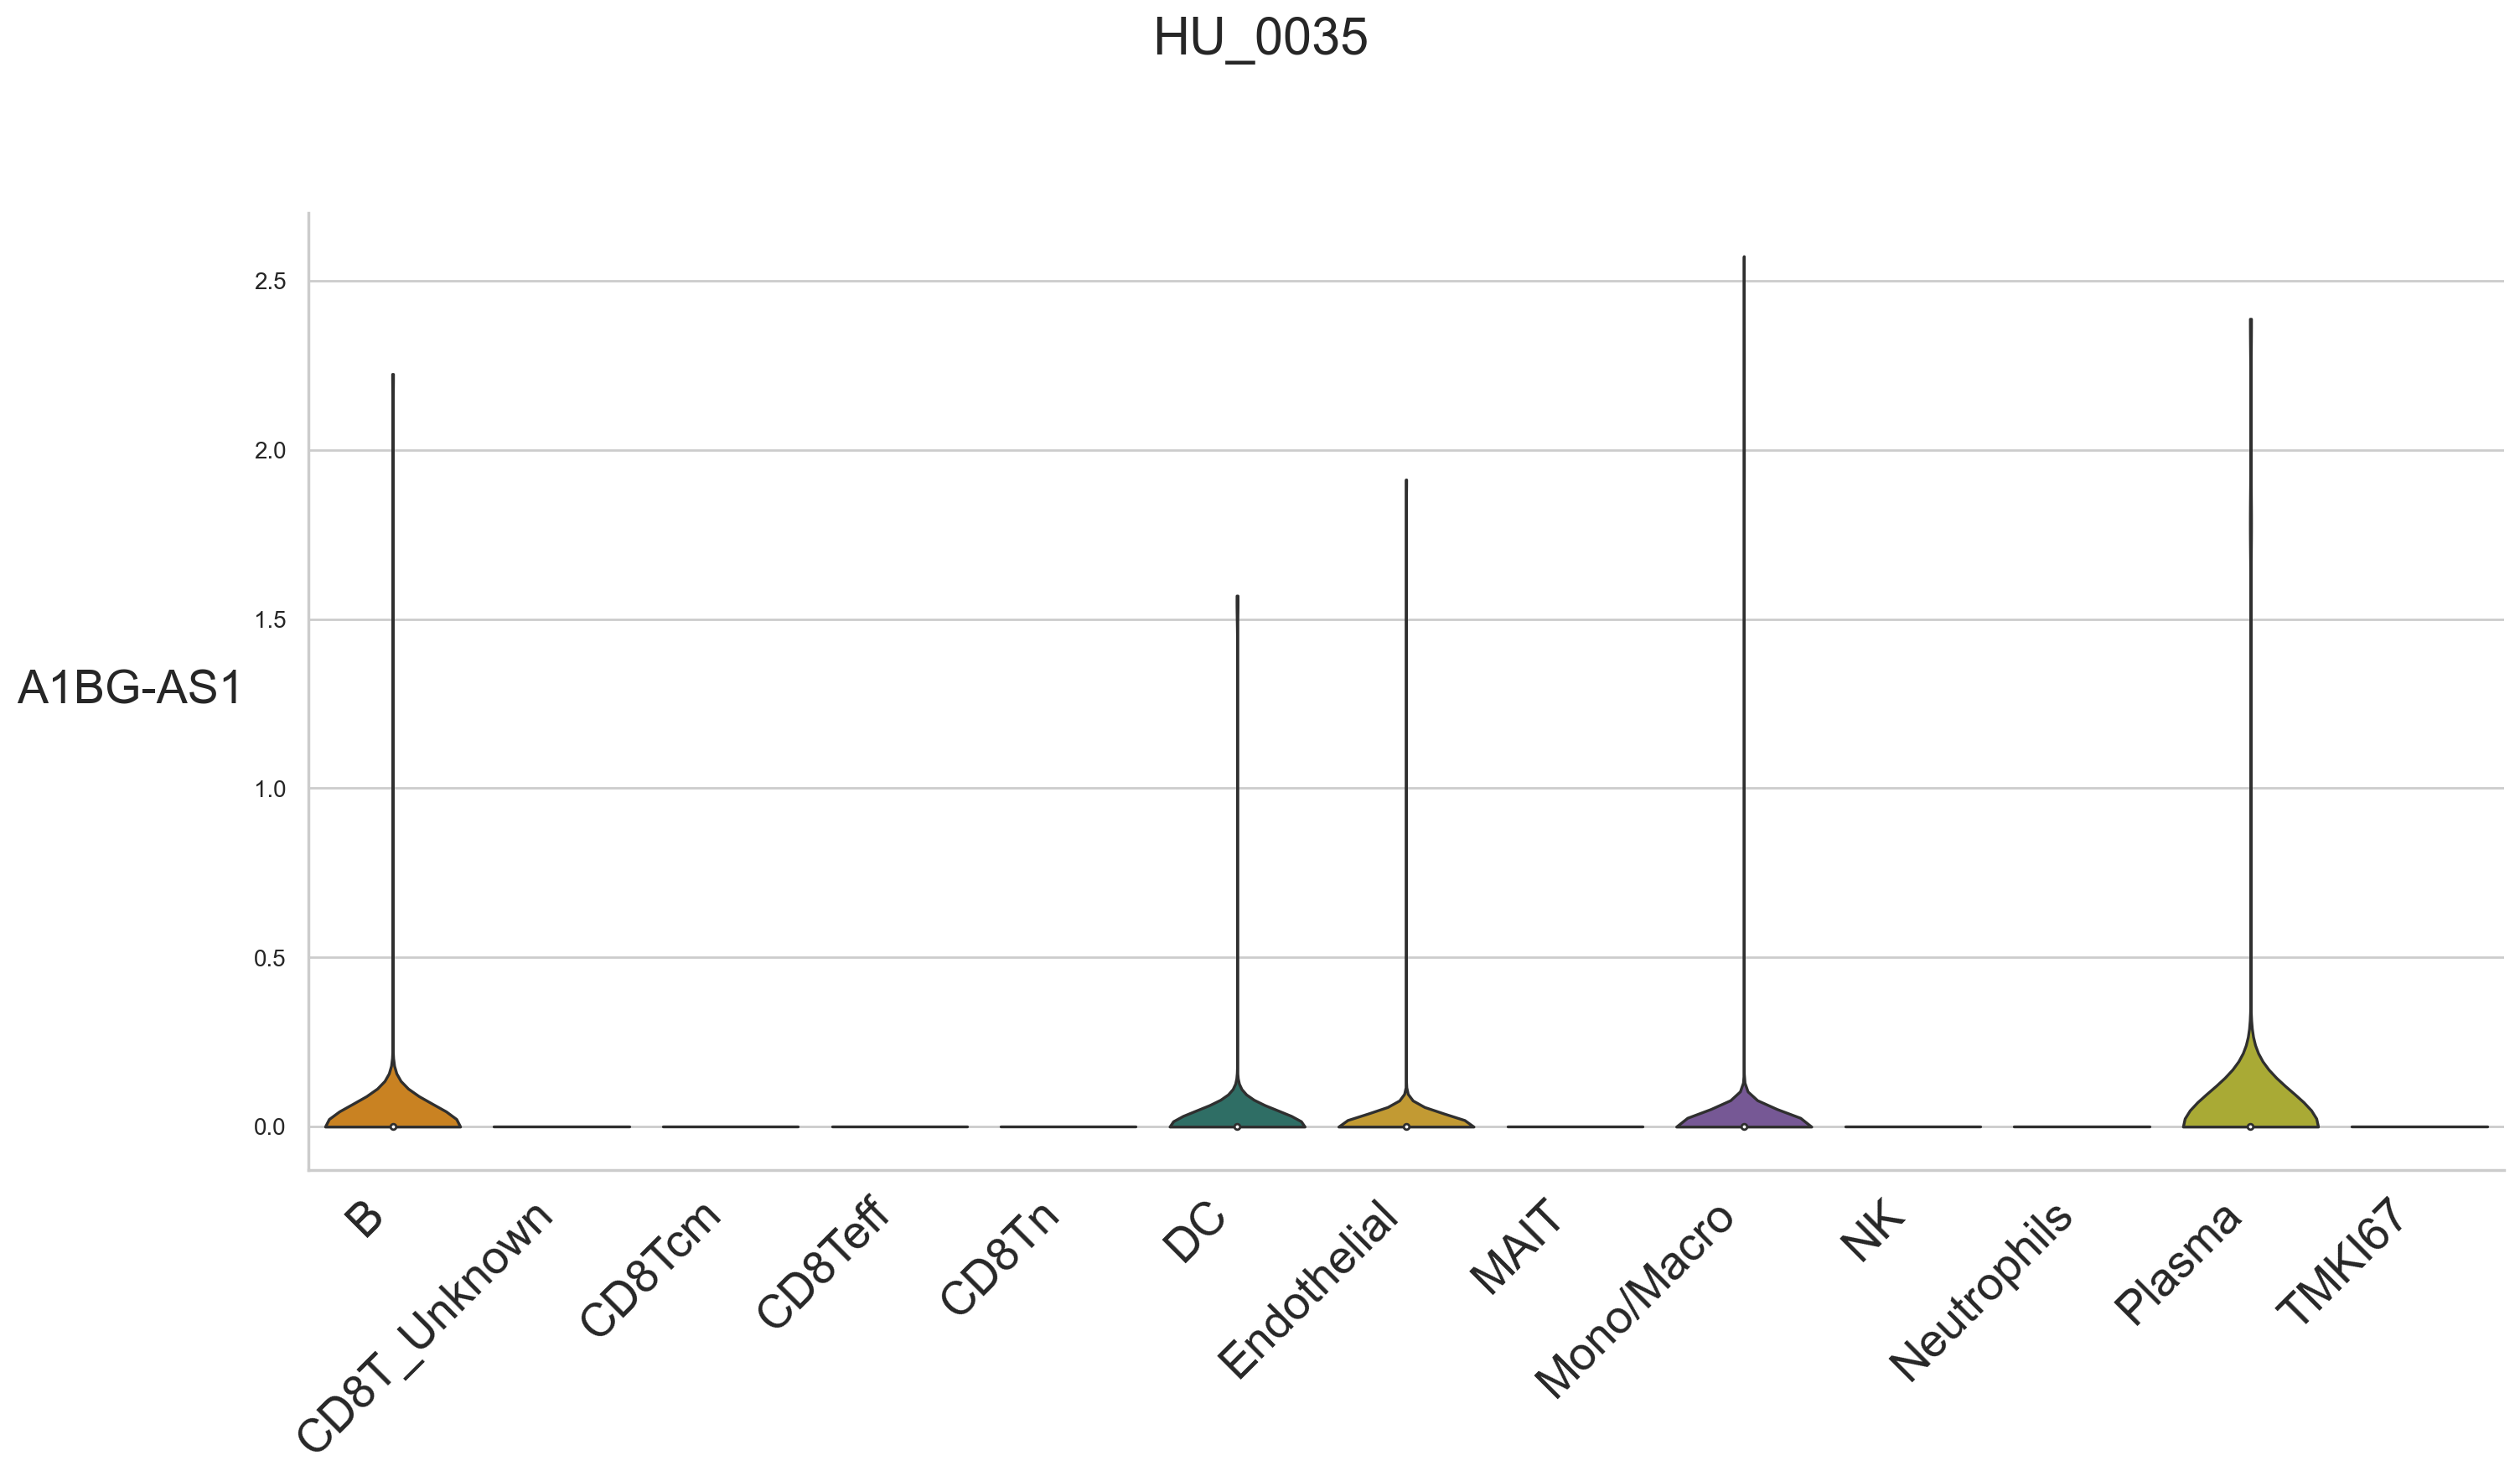 HU_0035
2.5
2.0
1.5
1.0
0.5
0.0
A1BG-AS1
B
CD8T_Unknown
CD8Tcm
CD8Teff
CD8Tn
DC
Endothelial
MAIT
Mono/Macro
NK
Neutrophils
Plasma
TMKI67